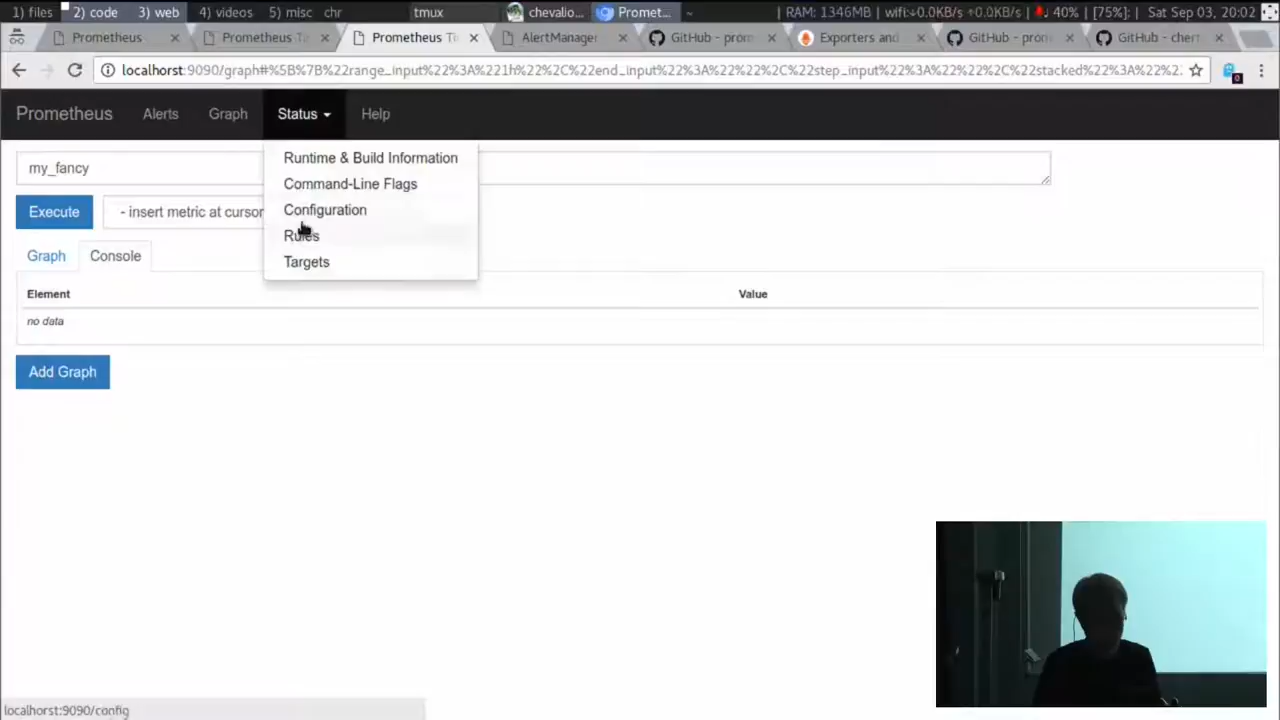 1) files 2) code 3) web 4) videos 5) misc chr tmux chevalio... Promet... | RAM: 1346MB | wifi:↓0.0KB/s ↑0.0KB/s | 40% | [75%]: | Sat Sep 03, 20:02
Prometheus Prometheus Ta Prometheus Ti AlertManager GitHub - prom Exporters and GitHub - prom GitHub - chert
localhorst:9090/graph#%5B%7B%22range_input%22%3A%221h%22%2C%22end_input%22%3A%22%22%2C%22step_input%22%3A%22%22%2C%22stacked%22%3A%22%22
0
Prometheus Alerts Graph Status Help
my_fancy
Runtime & Build Information
Command-Line Flags
Configuration
Rules
Targets
Execute - insert metric at cursor
Graph Console
Element Value
no data
Add Graph
localhorst:9090/config